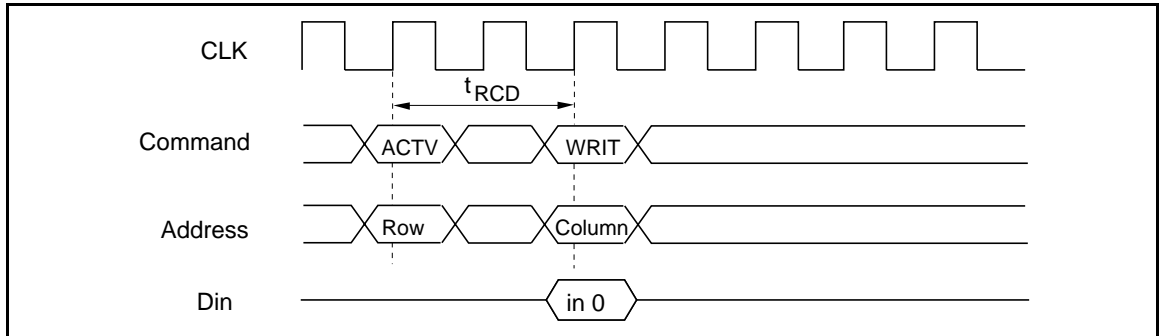 CLK
tRCD
Command ACTV WRIT
Address Row Column
Din in 0